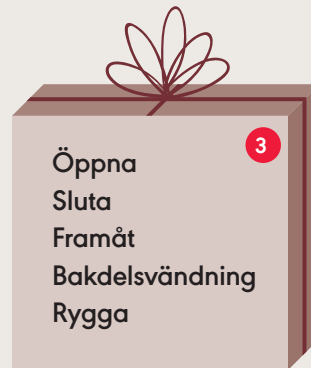 3
Öppna
Sluta
Framåt
Bakdelsvändning
Rygga